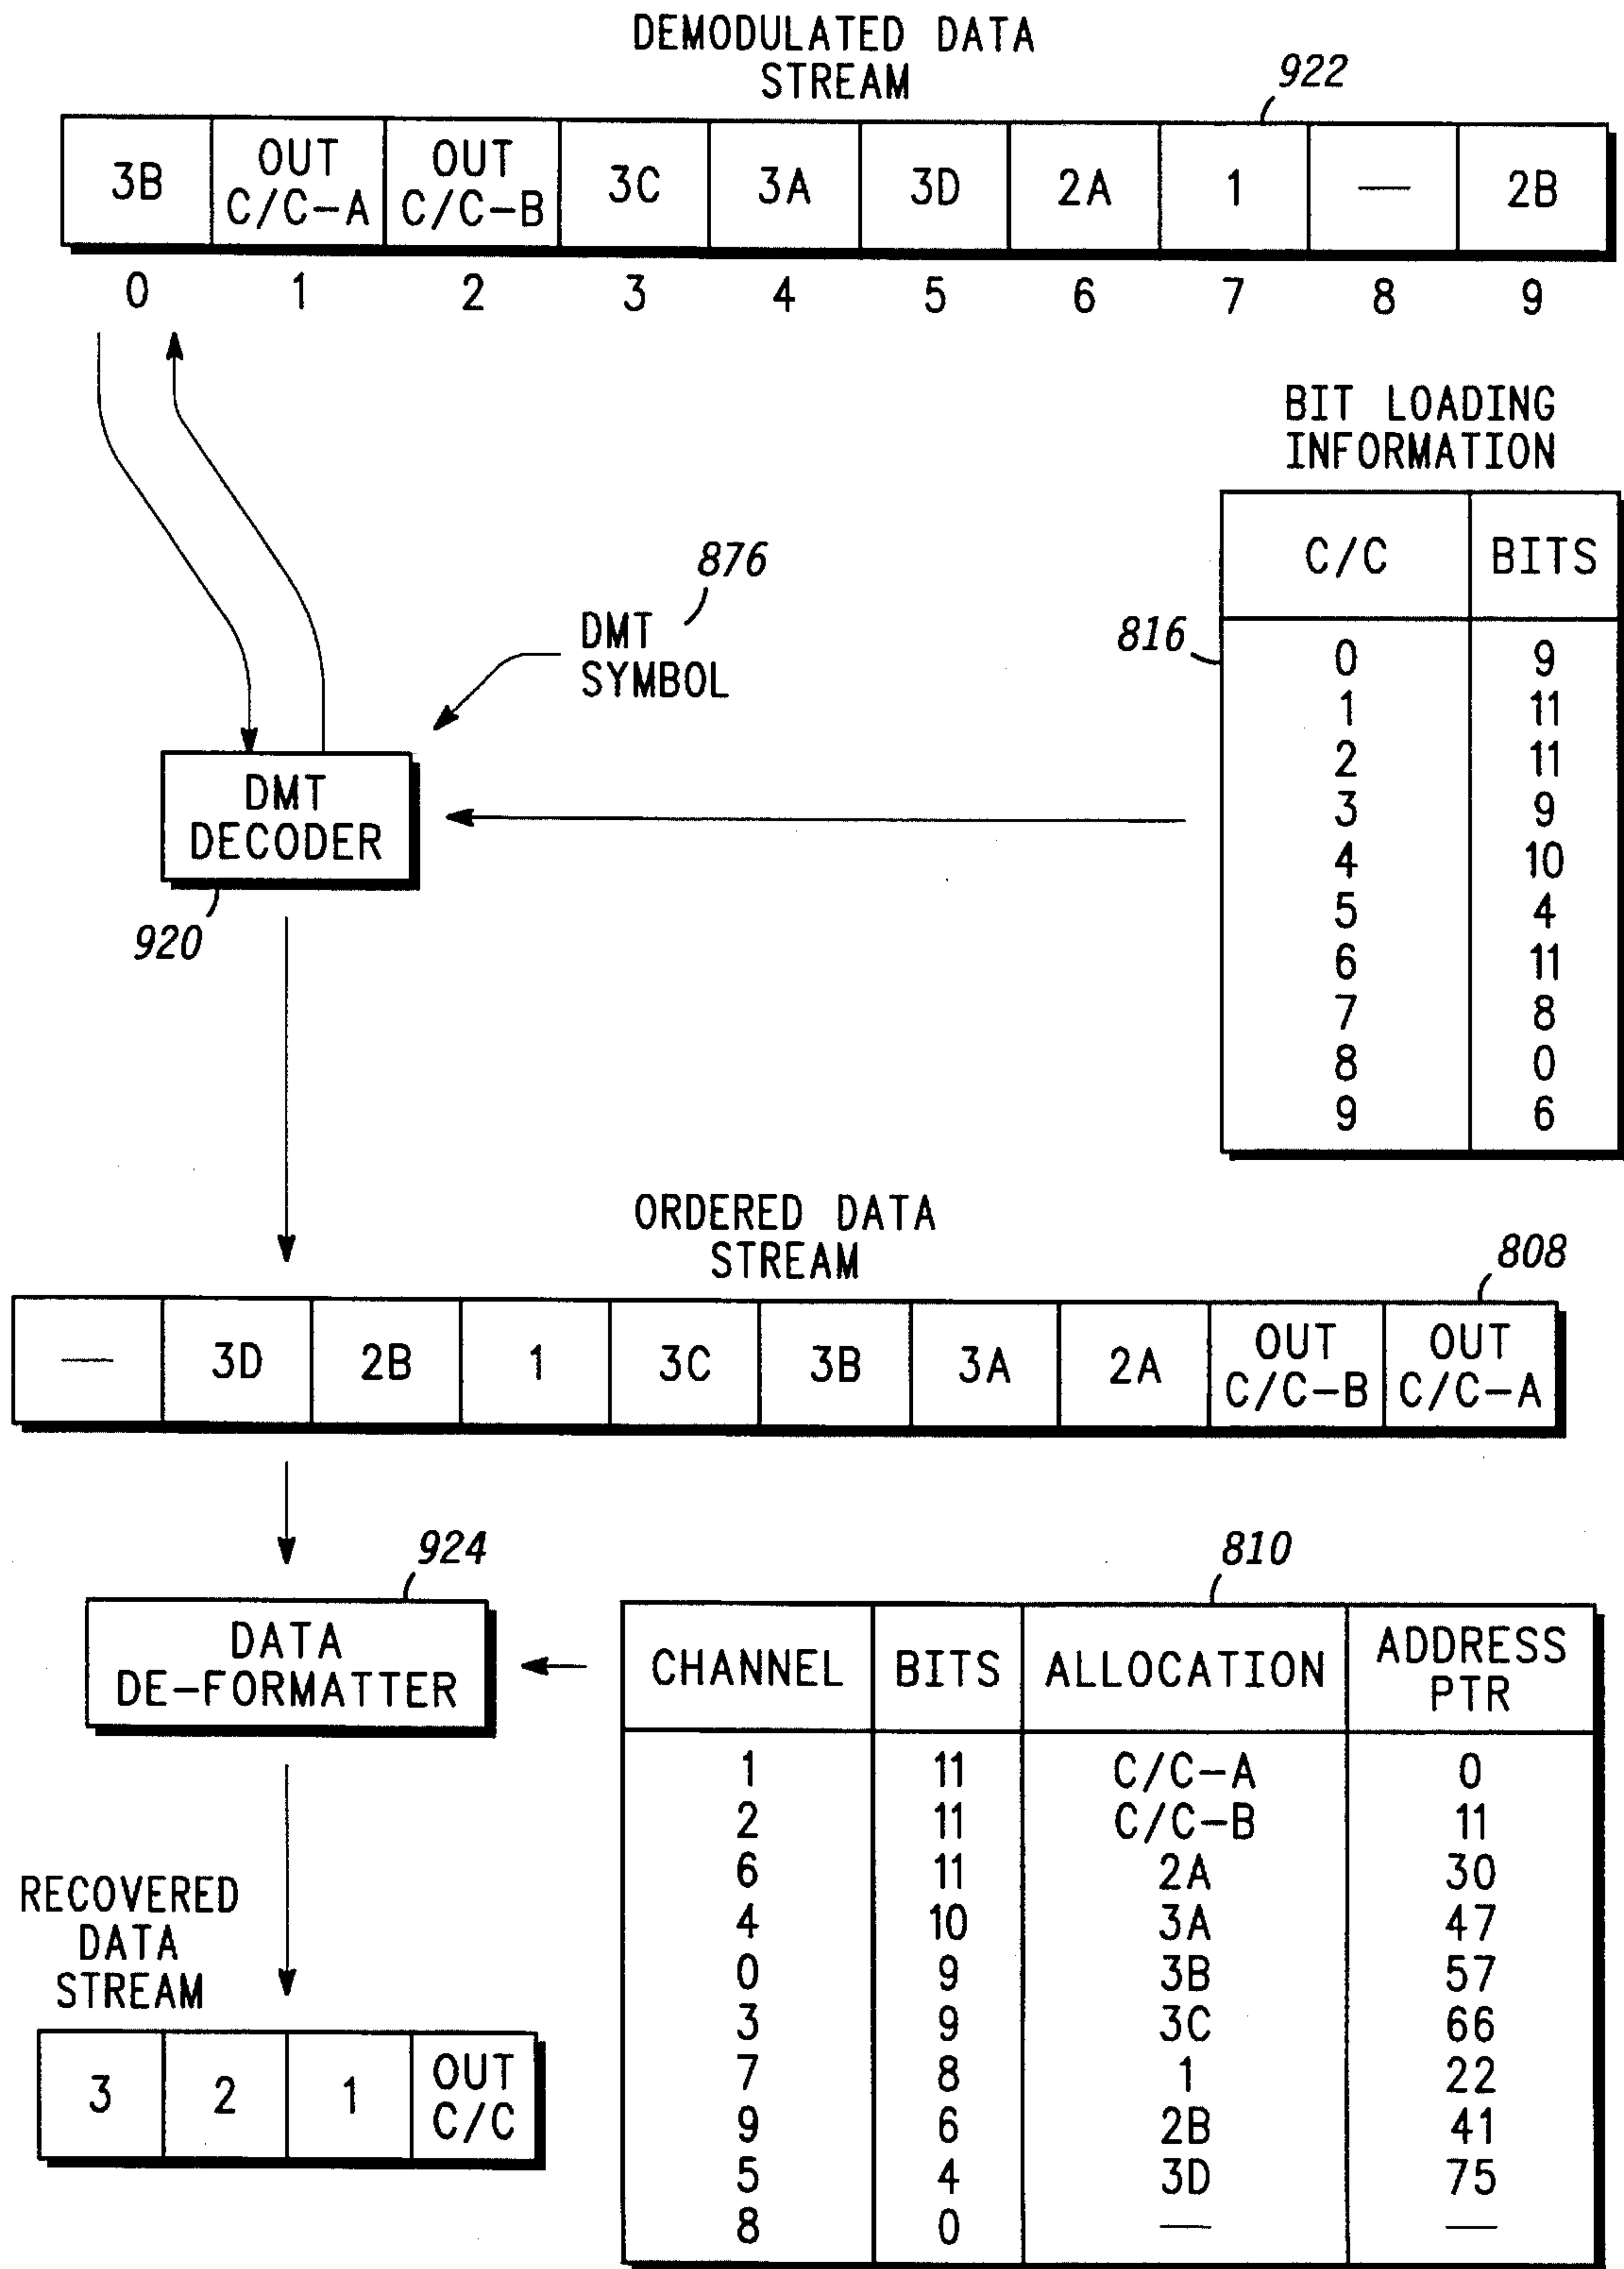 DEMODULATED DATA
STREAM
922
3B OUT C/C-A OUT C/C-B 3C 3A 3D 2A 1 — 2B
0 1 2 3 4 5 6 7 8 9
BIT LOADING
INFORMATION
C/C BITS
816
0 9
1 11
2 11
3 9
4 10
5 4
6 11
7 8
8 0
9 6
876
DMT
SYMBOL
DMT
DECODER
920
ORDERED DATA
STREAM
808
— 3D 2B 1 3C 3B 3A 2A OUT C/C-B OUT C/C-A
924
DATA
DE-FORMATTER
810
CHANNEL BITS ALLOCATION ADDRESS PTR
1 11 C/C-A 0
2 11 C/C-B 11
6 11 2A 30
4 10 3A 47
0 9 3B 57
3 9 3C 66
7 8 1 22
9 6 2B 41
5 4 3D 75
8 0 — —
RECOVERED
DATA
STREAM
3 2 1 OUT C/C